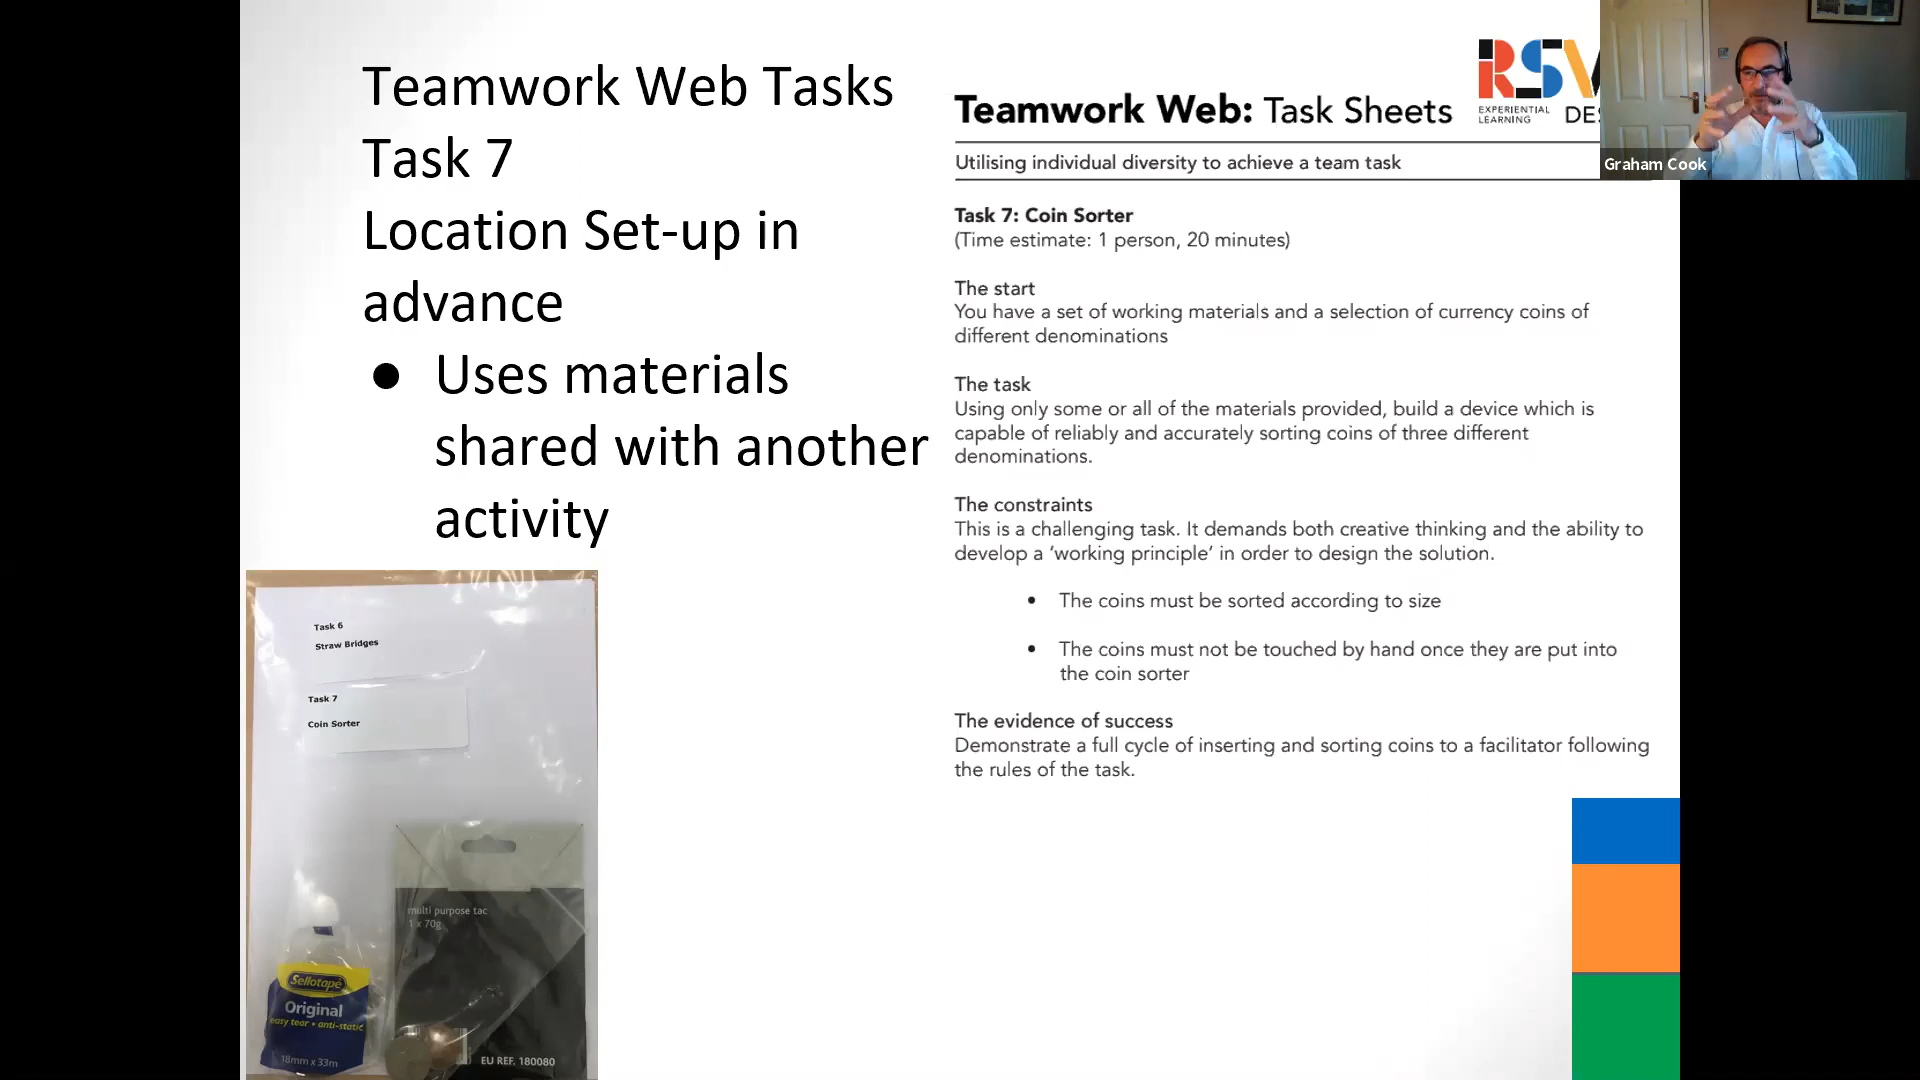 Teamwork Web Tasks
Task 7
Location Set-up in
advance
● Uses materials
shared with another
activity
Teamwork Web: Task Sheets
RSV
EXPERIENTIAL
LEARNING
Utilising individual diversity to achieve a team task
Task 7: Coin Sorter
(Time estimate: 1 person, 20 minutes)
The start
You have a set of working materials and a selection of currency coins of
different denominations
The task
Using only some or all of the materials provided, build a device which is
capable of reliably and accurately sorting coins of three different
denominations.
The constraints
This is a challenging task. It demands both creative thinking and the ability to
develop a ‘working principle’ in order to design the solution.
• The coins must be sorted according to size
• The coins must not be touched by hand once they are put into
the coin sorter
The evidence of success
Demonstrate a full cycle of inserting and sorting coins to a facilitator following
the rules of the task.
Graham Cook
Task 6
Straw Bridges
Task 7
Coin Sorter
multi purpose tac
1 x 70g
Sellotape
Original
easy tear • anti-static
18mm x 33m
EU REF. 180080